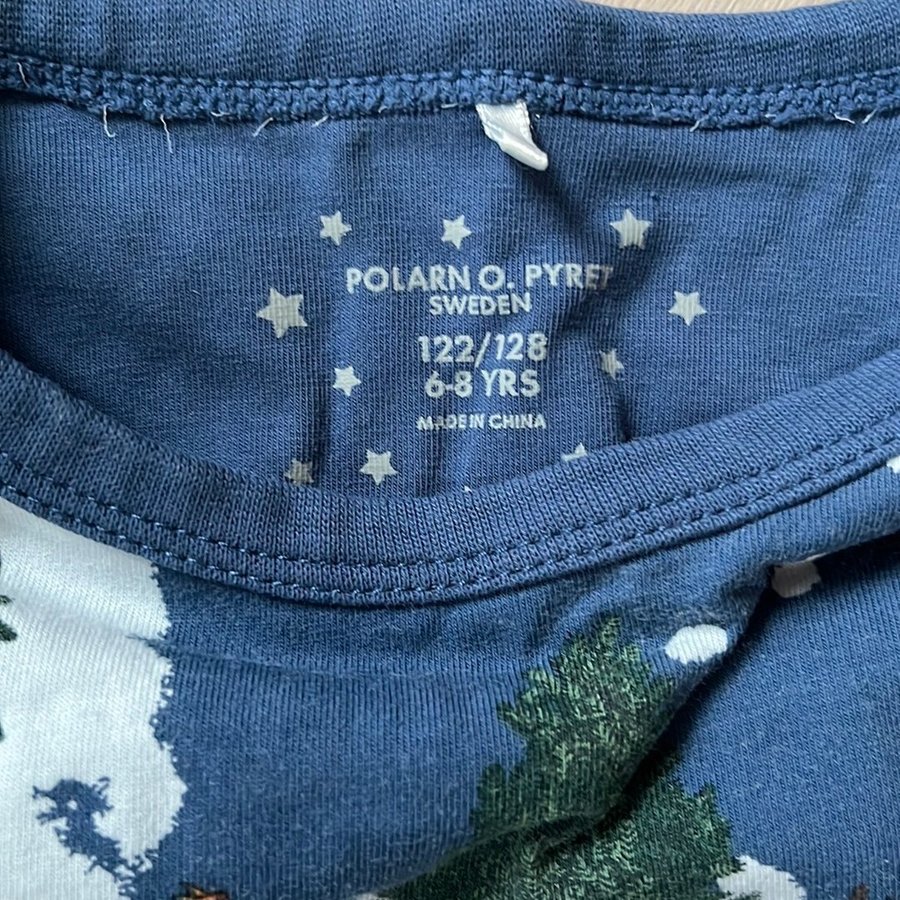 POLARN O. PYRET
SWEDEN
122/128
6-8 YRS
MADE IN CHINA